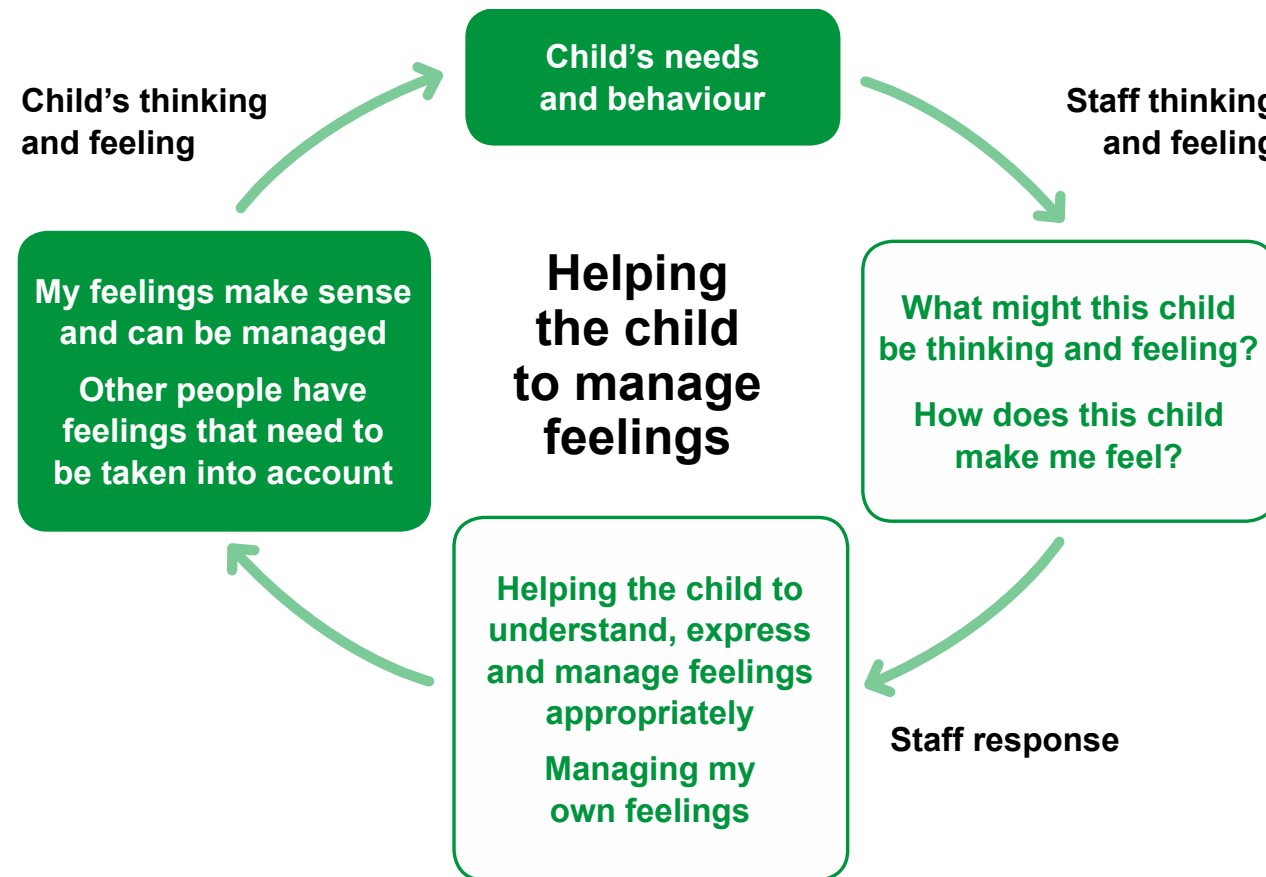 Child’s needs
and behaviour
Child’s thinking
and feeling
Staff thinking
and feeling
My feelings make sense
and can be managed
Other people have
feelings that need to
be taken into account
Helping
the child
to manage
feelings
What might this child
be thinking and feeling?
How does this child
make me feel?
Helping the child to
understand, express
and manage feelings
appropriately
Managing my
own feelings
Staff response